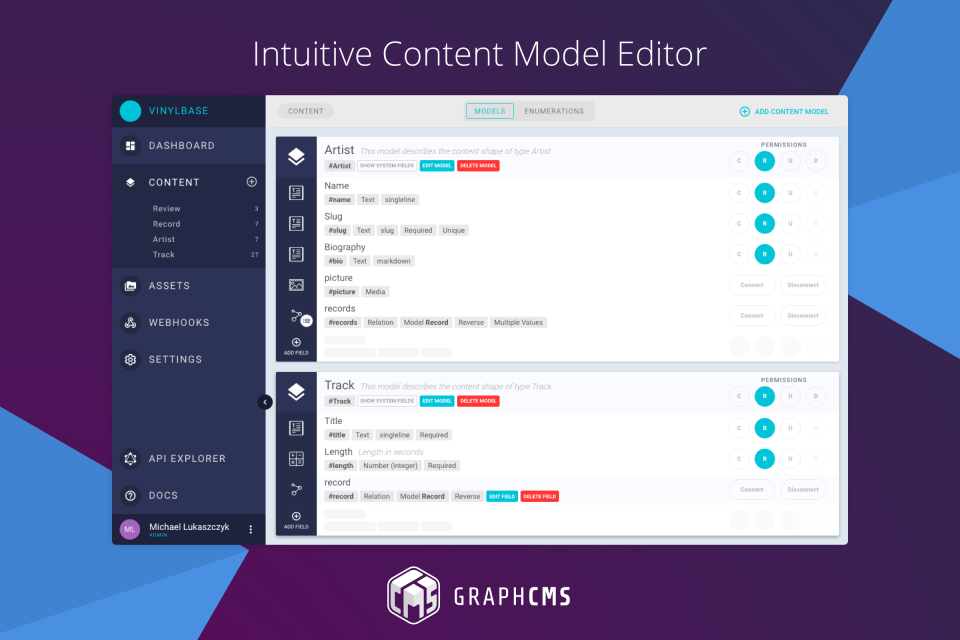 Intuitive Content Model Editor
VINYLBASE
CONTENT
MODELS ENUMERATIONS
ADD CONTENT MODEL
DASHBOARD
CONTENT
Review 3
Record 7
Artist 7
Track 27
ASSETS
WEBHOOKS
SETTINGS
API EXPLORER
DOCS
ML Michael Lukaszczyk
ADMIN
Artist This model describes the content shape of type Artist
#Artist SHOW SYSTEM FIELDS EDIT MODEL DELETE MODEL
PERMISSIONS
C R U D
Name
#name Text singleline
C R U D
Slug
#slug Text slug Required Unique
C R U D
Biography
#bio Text markdown
C R U D
picture
#picture Media
Connect Disconnect
records
#records Relation Model Record Reverse Multiple Values
Connect Disconnect
ADD FIELD
Track This model describes the content shape of type Track
#Track SHOW SYSTEM FIELDS EDIT MODEL DELETE MODEL
PERMISSIONS
C R U D
Title
#title Text singleline Required
C R U D
Length Length in seconds
#length Number (integer) Required
C R U D
record
#record Relation Model Record Reverse EDIT FIELD DELETE FIELD
Connect Disconnect
ADD FIELD
CMS GRAPHCMS